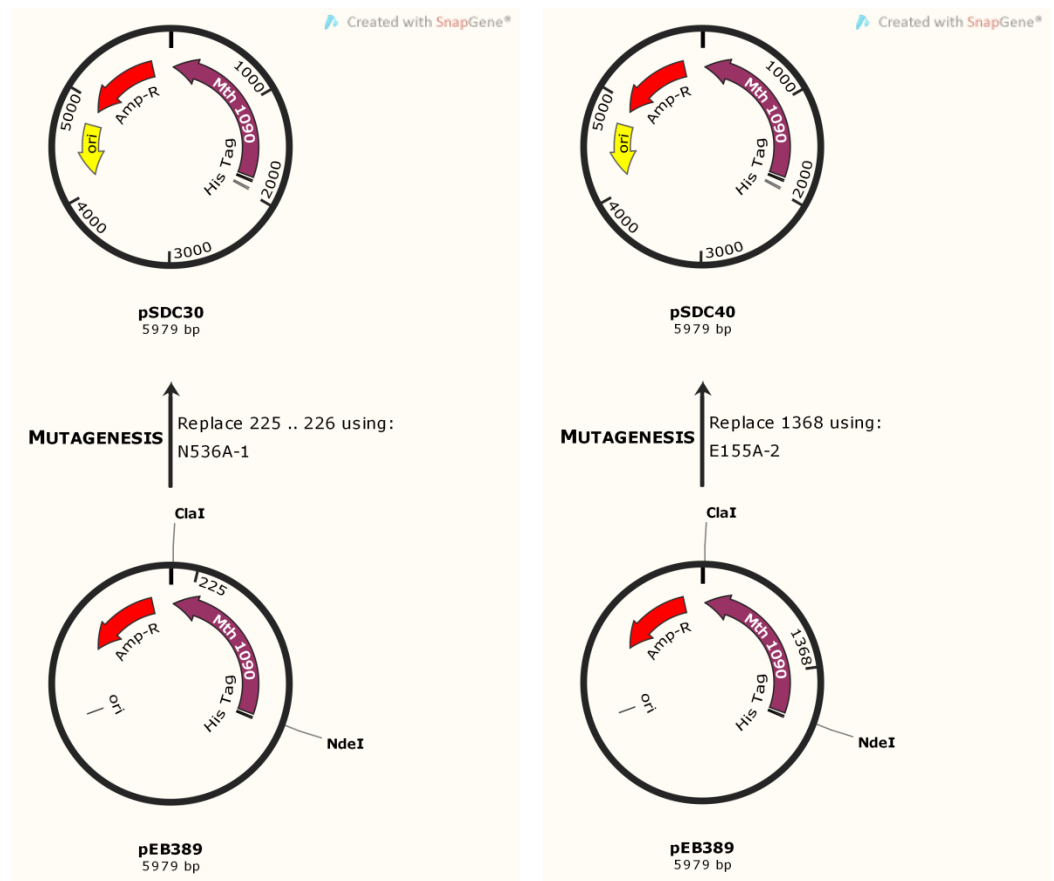 Created with SnapGene®
1000
2000
3000
4000
5000
Amp-R
ori
Mth 1090
His Tag
pSDC30
5979 bp
MUTAGENESIS
Replace 225 .. 226 using:
N536A-1
ClaI
225
Amp-R
ori
Mth 1090
His Tag
NdeI
pEB389
5979 bp
Created with SnapGene®
1000
2000
3000
4000
5000
Amp-R
ori
Mth 1090
His Tag
pSDC40
5979 bp
MUTAGENESIS
Replace 1368 using:
E155A-2
ClaI
1368
Amp-R
ori
Mth 1090
His Tag
NdeI
pEB389
5979 bp